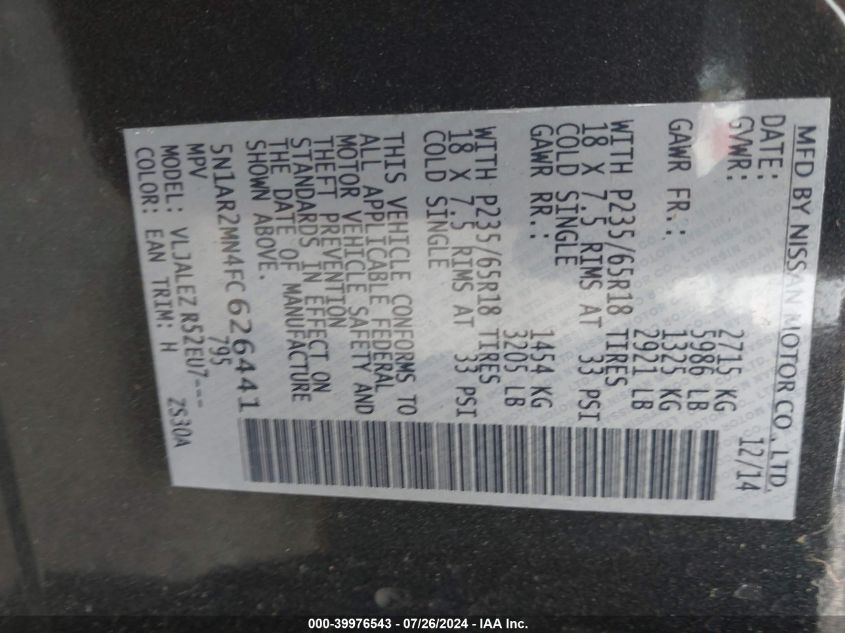 MFD BY NISSAN MOTOR CO., LTD.
DATE: 12/14
GVWR: 2715 KG
5986 LB
GAWR FR.: 1325 KG
2921 LB
WITH P235/65R18 TIRES
18 X 7.5 RIMS AT 33 PSI
COLD SINGLE
GAWR RR.: 1454 KG
3205 LB
WITH P235/65R18 TIRES
18 X 7.5 RIMS AT 33 PSI
COLD SINGLE
THIS VEHICLE CONFORMS TO
ALL APPLICABLE FEDERAL
MOTOR VEHICLE SAFETY AND
THEFT PREVENTION
STANDARDS IN EFFECT ON
THE DATE OF MANUFACTURE
SHOWN ABOVE.
5N1AR2MN4FC626441
MPV 795
MODEL: VLJALEZ R52EU7---
COLOR: EAN TRIM: H 2S30A
000-39976543 - 07/26/2024 - IAA Inc.